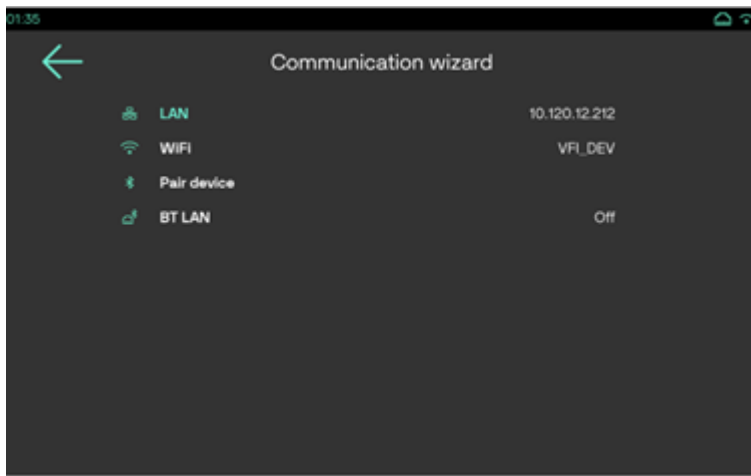 01:35
Communication wizard
LAN 10.120.12.212
WiFi VFI_DEV
Pair device
BT LAN Off